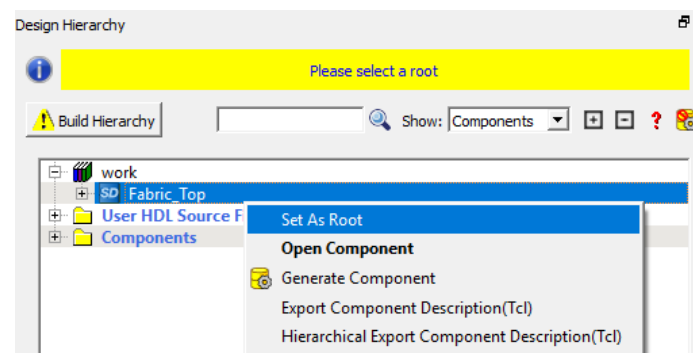 Design Hierarchy
Please select a root
Build Hierarchy Show: Components
work
SD Fabric_Top
User HDL Source F
Components
Set As Root
Open Component
Generate Component
Export Component Description(Tcl)
Hierarchical Export Component Description(Tcl)